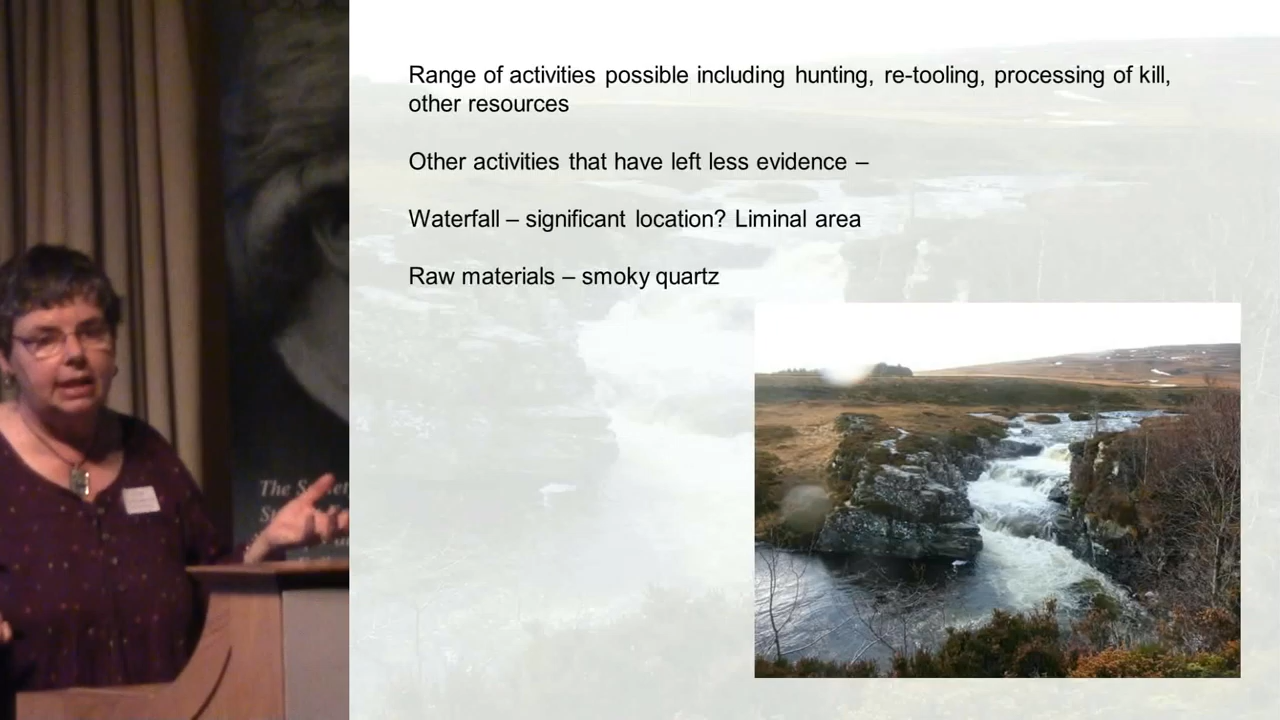 Range of activities possible including hunting, re-tooling, processing of kill,
other resources
Other activities that have left less evidence –
Waterfall – significant location? Liminal area
Raw materials – smoky quartz
The